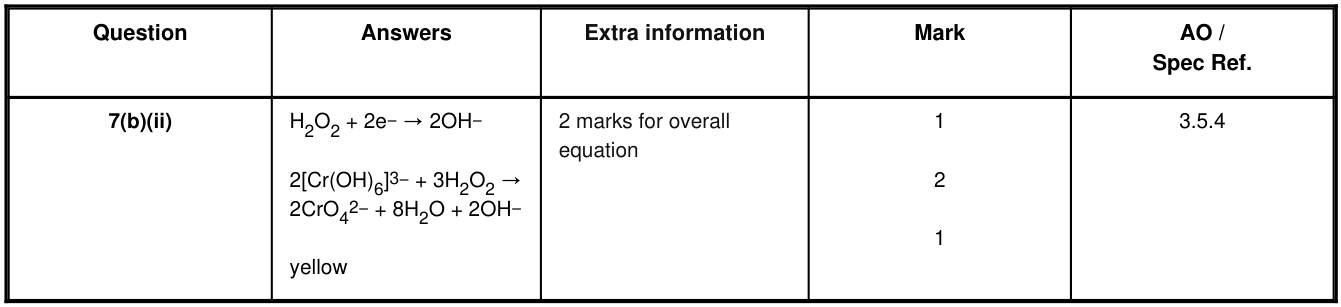 Question Answers Extra information Mark AO /
Spec Ref.
7(b)(ii) H₂O₂ + 2e– → 2OH– 2 marks for overall 1 3.5.4
equation
2[Cr(OH)₆]³– + 3H₂O₂ → 2
2CrO₄²– + 8H₂O + 2OH–
1
yellow